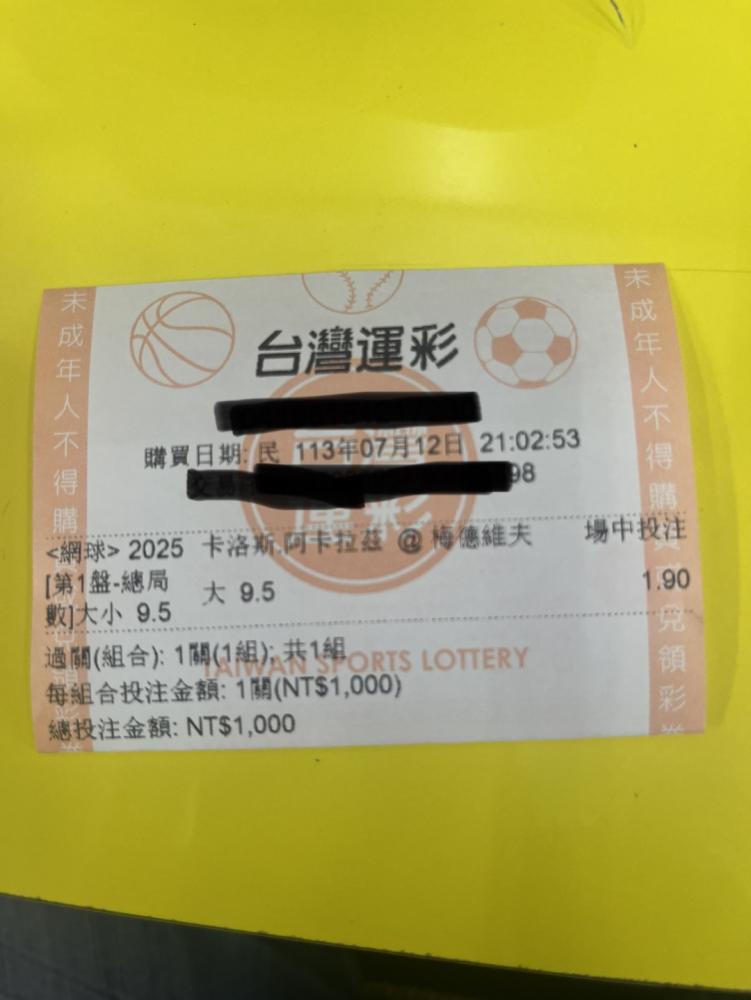 台灣運彩
購買日期: 民 113年07月12日 21:02:53
98
<網球> 2025 卡洛斯.阿卡拉茲 @ 梅德維夫 場中投注
[第1盤-總局
數]大小 9.5 大 9.5 1.90
過關(組合): 1關(1組); 共1組
TAIWAN SPORTS LOTTERY
每組合投注金額: 1關(NT$1,000)
總投注金額: NT$1,000
未成年人不得購
未成年人不得購
兌領彩券